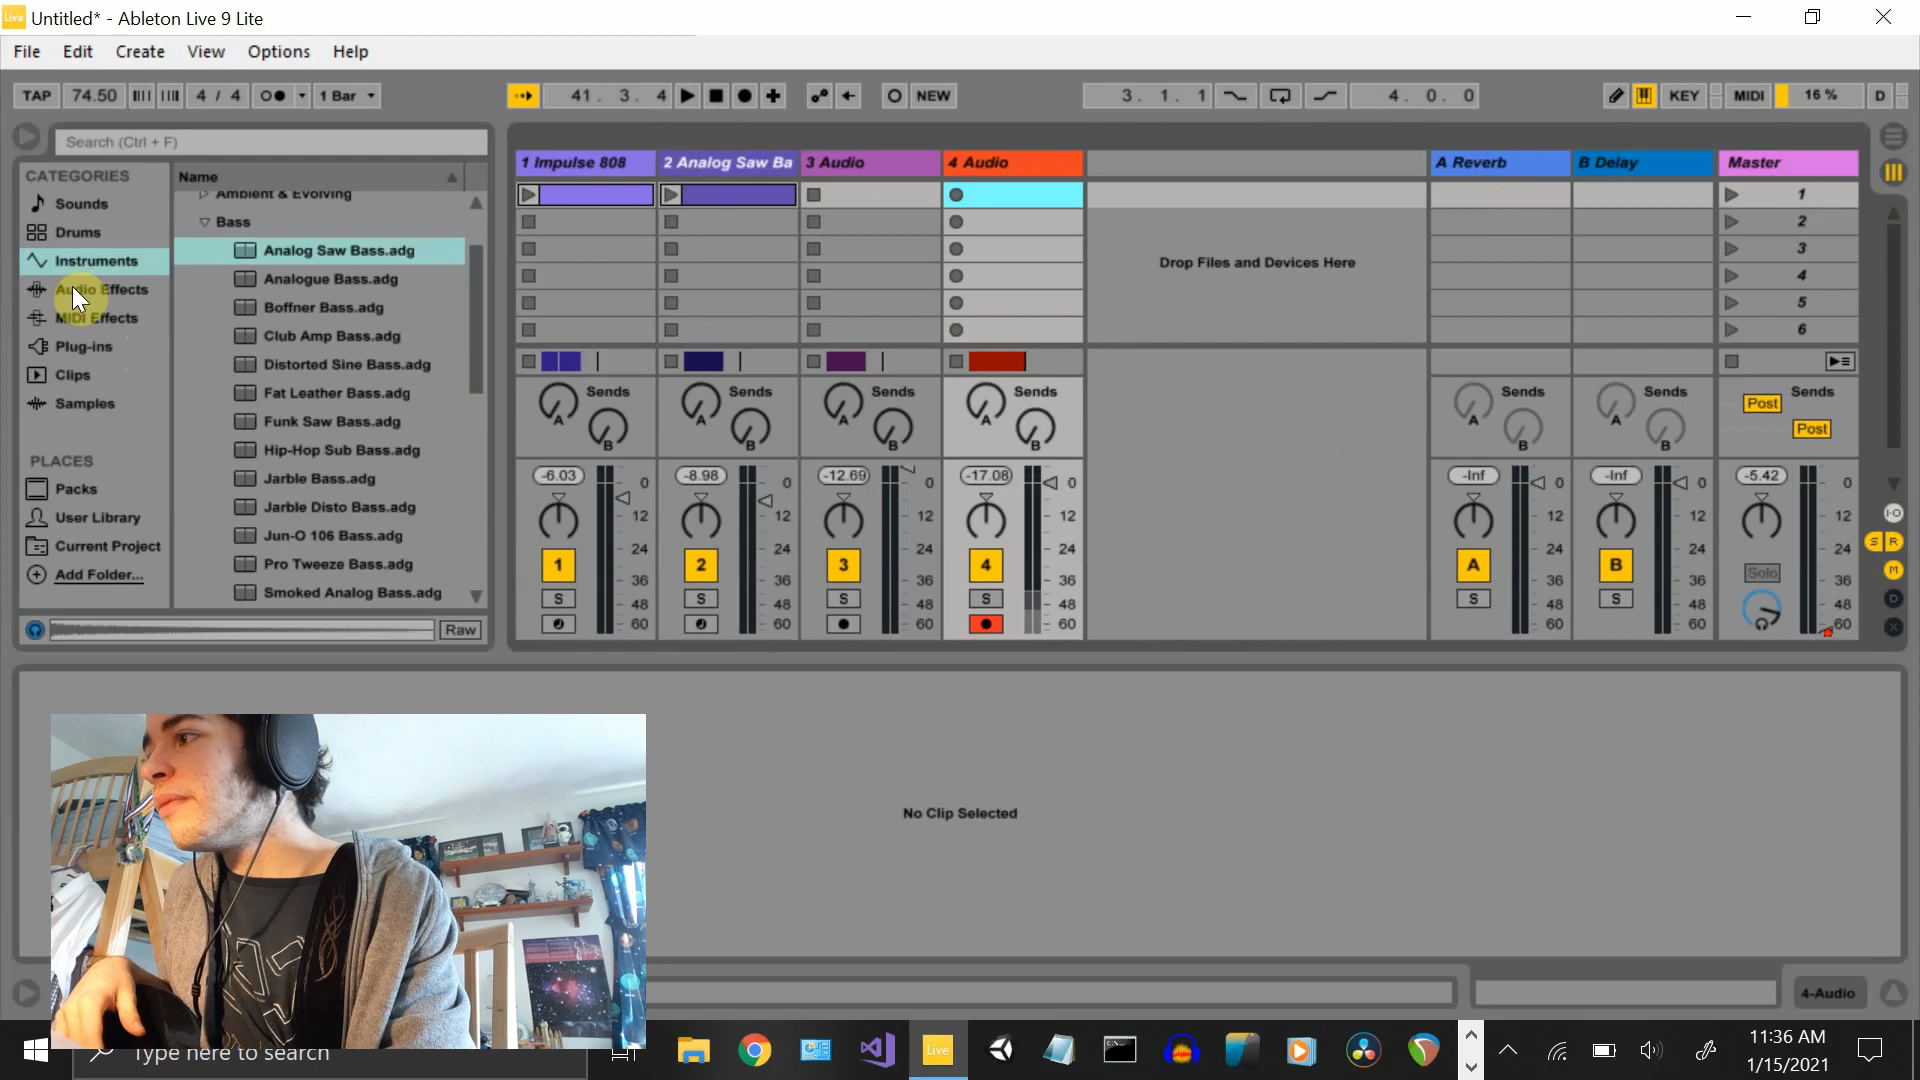 Live Untitled* - Ableton Live 9 Lite
File Edit Create View Options Help
TAP 74.50 4 / 4 1 Bar 41. 3. 4 NEW 3. 1. 1 4. 0. 0 KEY MIDI 16 % D
Search (Ctrl + F)
CATEGORIES
Sounds
Drums
Instruments
Audio Effects
MIDI Effects
Plug-ins
Clips
Samples
PLACES
Packs
User Library
Current Project
Add Folder...
Name
Ambient & Evolving
Bass
Analog Saw Bass.adg
Analogue Bass.adg
Boffner Bass.adg
Club Amp Bass.adg
Distorted Sine Bass.adg
Fat Leather Bass.adg
Funk Saw Bass.adg
Hip-Hop Sub Bass.adg
Jarble Bass.adg
Jarble Disto Bass.adg
Jun-O 106 Bass.adg
Pro Tweeze Bass.adg
Smoked Analog Bass.adg
Raw
1 Impulse 808 2 Analog Saw Ba 3 Audio 4 Audio A Reverb B Delay Master
1
2
3
4
5
6
Drop Files and Devices Here
Sends Sends Sends Sends Sends Sends Sends
A A A A A A Post
B B B B B B Post
-6.03 0 -8.98 0 -12.69 0 -17.08 0 -Inf 0 -Inf 0 -5.42 0
12 12 12 12 12 12 12
24 24 24 24 24 24 24
1 2 3 4 A B Solo
36 36 36 36 36 36 36
S S S S S S
48 48 48 48 48 48 48
60 60 60 60 60 60 60
I-O
S R
M
D
X
No Clip Selected
4-Audio
Type here to search
Live
11:36 AM
1/15/2021